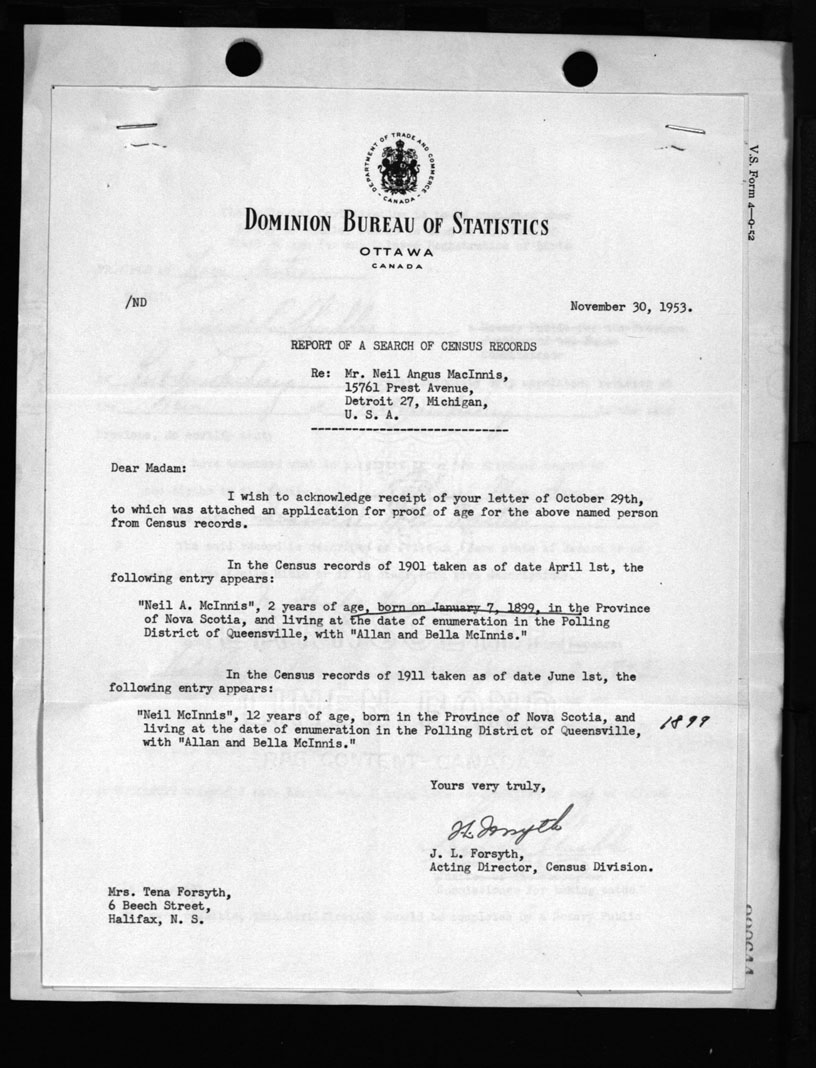 V.S. Form 4—9-52
DEPARTMENT OF TRADE AND COMMERCE
CANADA
DOMINION BUREAU OF STATISTICS
OTTAWA
CANADA
/ND
November 30, 1953.
REPORT OF A SEARCH OF CENSUS RECORDS
Re: Mr. Neil Angus MacInnis,
15761 Prest Avenue,
Detroit 27, Michigan,
U. S. A.
Dear Madam:
I wish to acknowledge receipt of your letter of October 29th,
to which was attached an application for proof of age for the above named person
from Census records.
In the Census records of 1901 taken as of date April 1st, the
following entry appears:
"Neil A. McInnis", 2 years of age, born on January 7, 1899, in the Province
of Nova Scotia, and living at the date of enumeration in the Polling
District of Queensville, with "Allan and Bella McInnis."
In the Census records of 1911 taken as of date June 1st, the
following entry appears:
"Neil McInnis", 12 years of age, born in the Province of Nova Scotia, and
living at the date of enumeration in the Polling District of Queensville,
with "Allan and Bella McInnis."
1899
Yours very truly,
J. L. Forsyth,
Acting Director, Census Division.
Mrs. Tena Forsyth,
6 Beech Street,
Halifax, N. S.